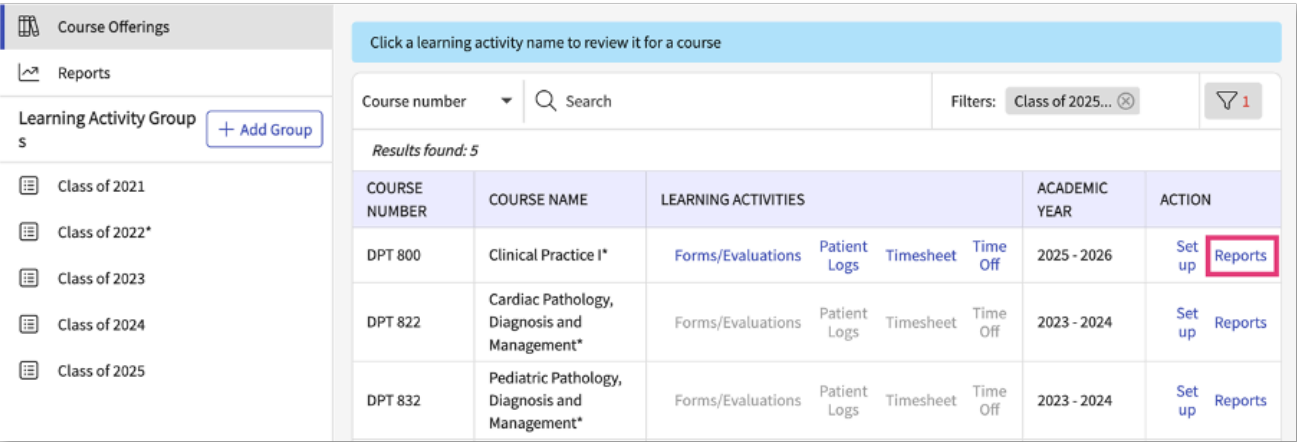 Course Offerings
Reports
Learning Activity Group
s
+ Add Group
Class of 2021
Class of 2022*
Class of 2023
Class of 2024
Class of 2025
Click a learning activity name to review it for a course
Course number
Search
Filters:
Class of 2025...
1
Results found: 5
COURSE
NUMBER
COURSE NAME
LEARNING ACTIVITIES
ACADEMIC
YEAR
ACTION
DPT 800
Clinical Practice I*
Forms/Evaluations
Patient
Logs
Timesheet
Time
Off
2025 - 2026
Set
up
Reports
DPT 822
Cardiac Pathology,
Diagnosis and
Management*
Forms/Evaluations
Patient
Logs
Timesheet
Time
Off
2023 - 2024
Set
up
Reports
DPT 832
Pediatric Pathology,
Diagnosis and
Management*
Forms/Evaluations
Patient
Logs
Timesheet
Time
Off
2023 - 2024
Set
up
Reports